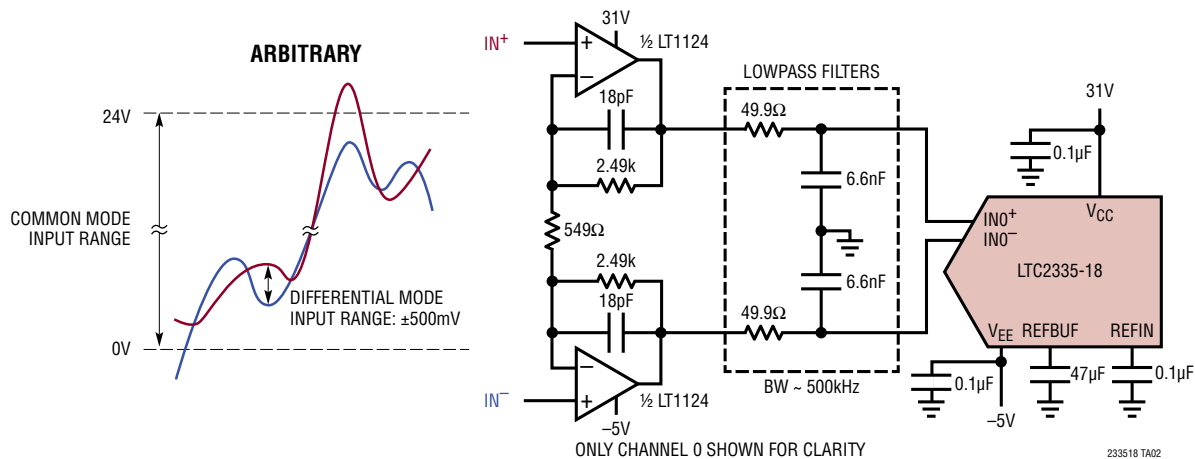 ARBITRARY
24V
COMMON MODE
INPUT RANGE
DIFFERENTIAL MODE
INPUT RANGE: ±500mV
0V
IN+
31V
½ LT1124
18pF
2.49k
549Ω
2.49k
18pF
IN–
½ LT1124
–5V
LOWPASS FILTERS
49.9Ω
6.6nF
6.6nF
49.9Ω
BW ~ 500kHz
31V
0.1µF
VCC
IN0+
IN0–
LTC2335-18
VEE
REFBUF
REFIN
0.1µF
47µF
0.1µF
–5V
ONLY CHANNEL 0 SHOWN FOR CLARITY
233518 TA02